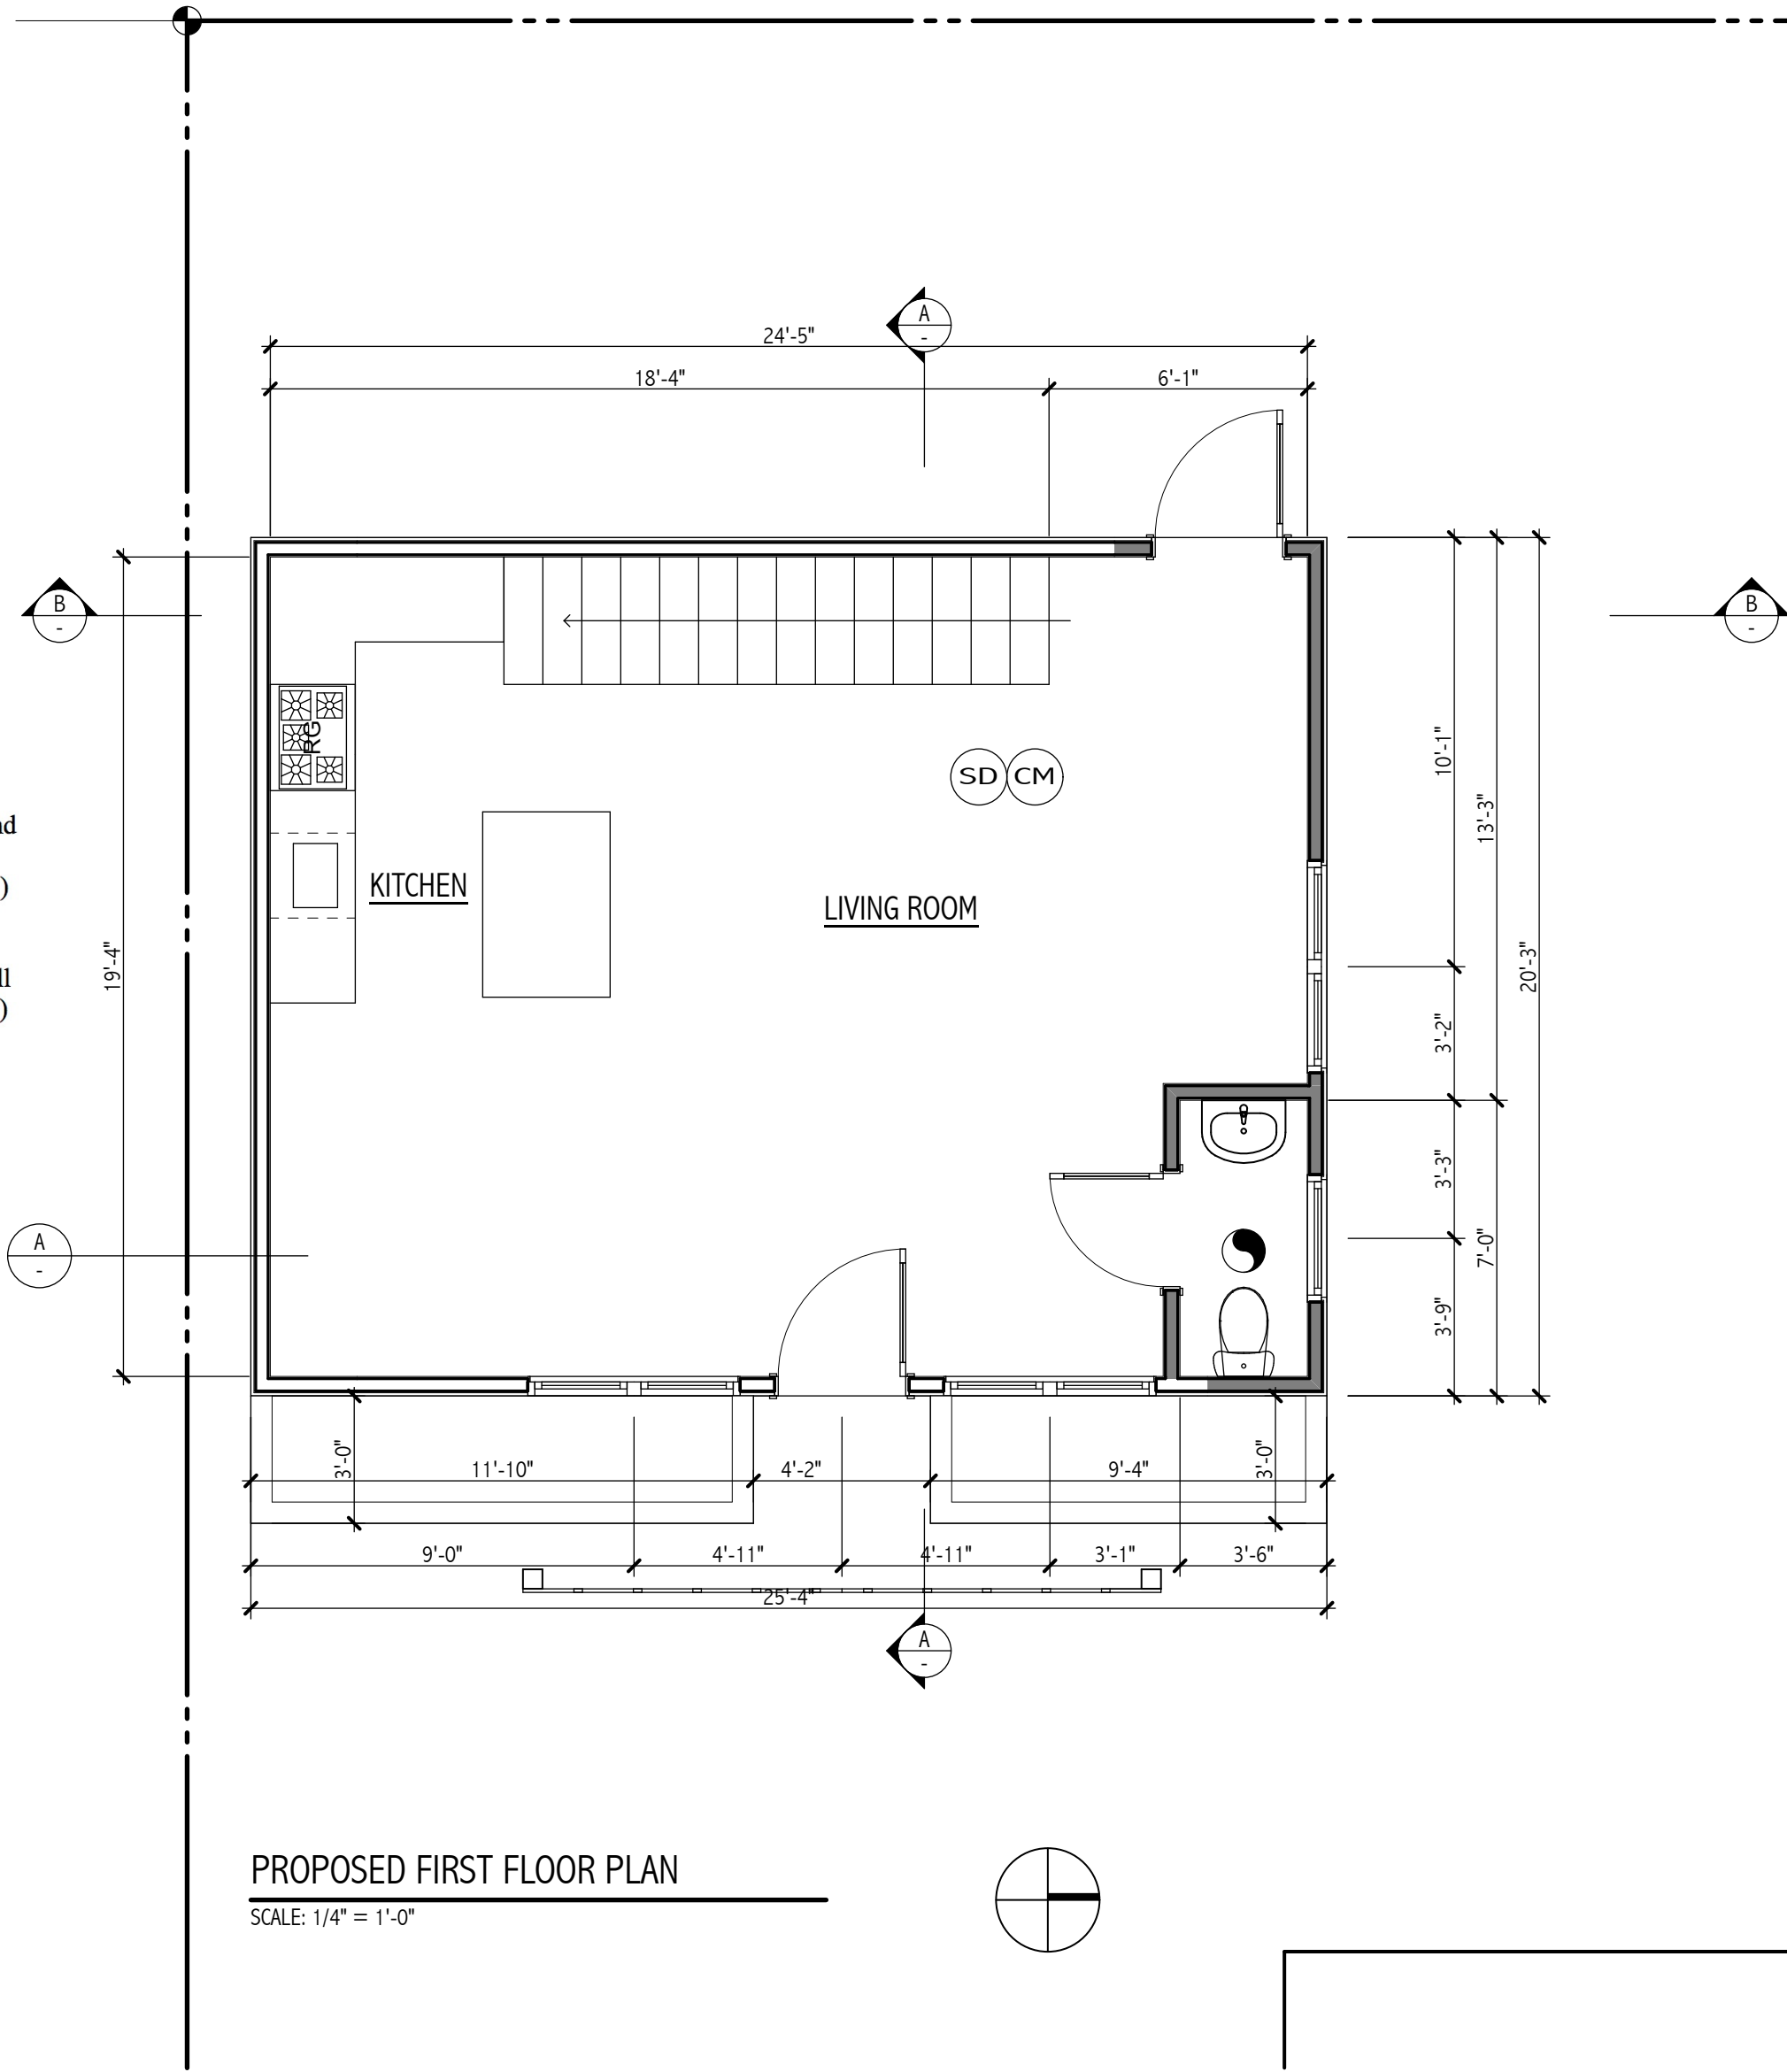 A
-
24'-5"
18'-4"
6'-1"
B
-
B
-
RG
SD CM
10'-1"
13'-3"
KITCHEN
LIVING ROOM
)
19'-4"
20'-3"
)
3'-2"
3'-3"
7'-0"
A
-
3'-9"
3'-0"
11'-10"
4'-2"
9'-4"
3'-0"
9'-0"
4'-11"
4'-11"
3'-1"
3'-6"
25'-4"
A
-
PROPOSED FIRST FLOOR PLAN
SCALE: 1/4" = 1'-0"